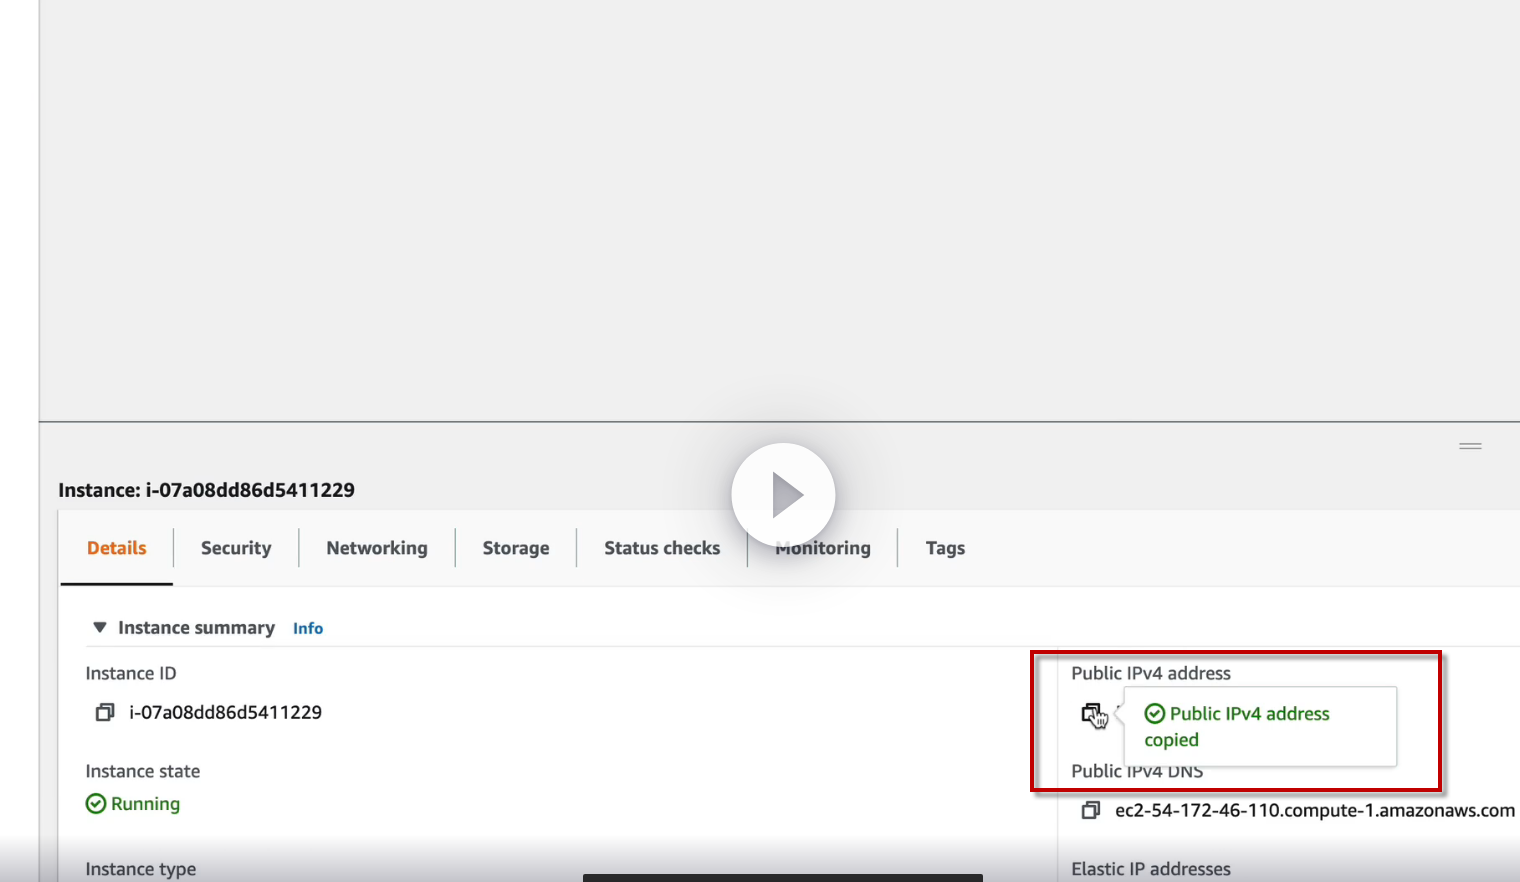 Instance: i-07a08dd86d5411229
Details
Security
Networking
Storage
Status checks
Monitoring
Tags
Instance summary Info
Instance ID
i-07a08dd86d5411229
Instance state
Running
Instance type
Public IPv4 address
Public IPv4 address
copied
Public IPv4 DNS
ec2-54-172-46-110.compute-1.amazonaws.com
Elastic IP addresses